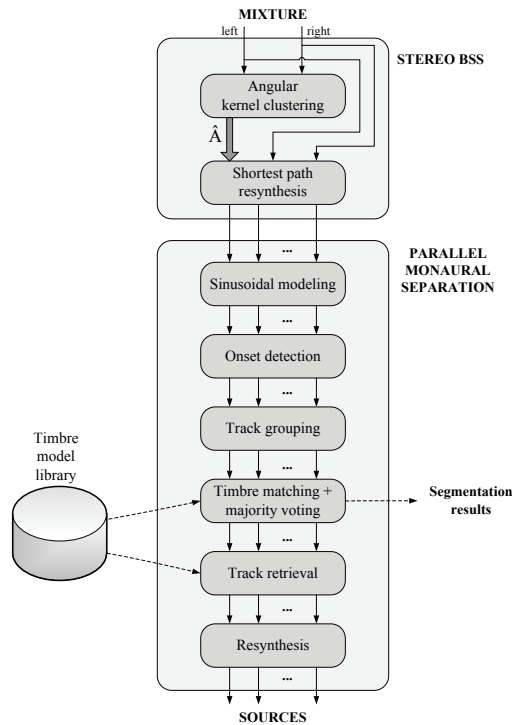 MIXTURE
left right
STEREO BSS
Angular
kernel clustering
Â
Shortest path
resynthesis
...
PARALLEL
MONAURAL
SEPARATION
Sinusoidal modeling
...
Onset detection
...
Track grouping
...
Timbre
model
library
Timbre matching +
majority voting
Segmentation
results
...
Track retrieval
...
Resynthesis
...
SOURCES